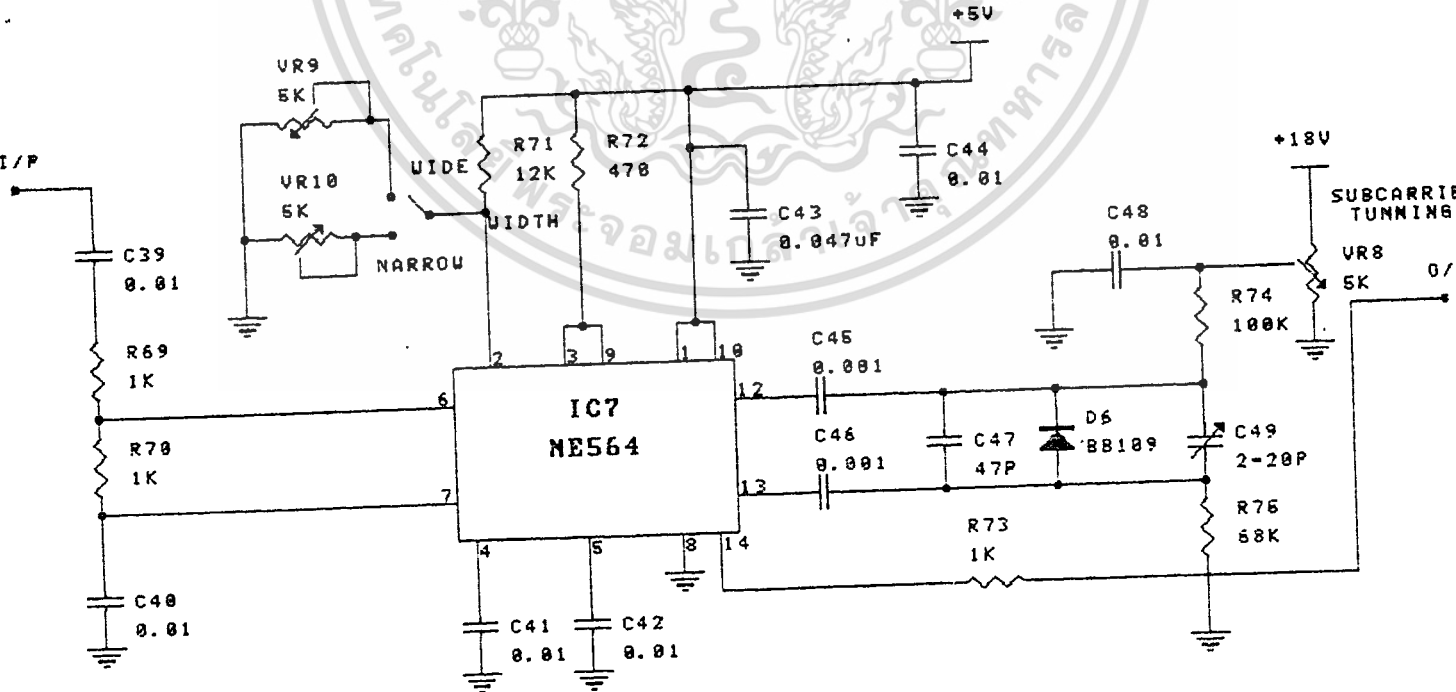 +5V
VR9
5K
I/P
WIDE
R71
12K
R72
470
C44
0.01
+18V
VR10
5K
WIDTH
C43
0.047uF
C48
0.01
SUBCARRIE
TUNNING
C39
0.01
NARROW
VR8
5K
O/
R74
100K
R69
1K
2
3
9
1
10
C45
0.001
6
12
IC7
NE564
D6
BB109
C46
0.001
C47
47P
C49
2-20P
R70
1K
7
13
R76
68K
R73
1K
4
5
8
14
C40
0.01
C41
0.01
C42
0.01